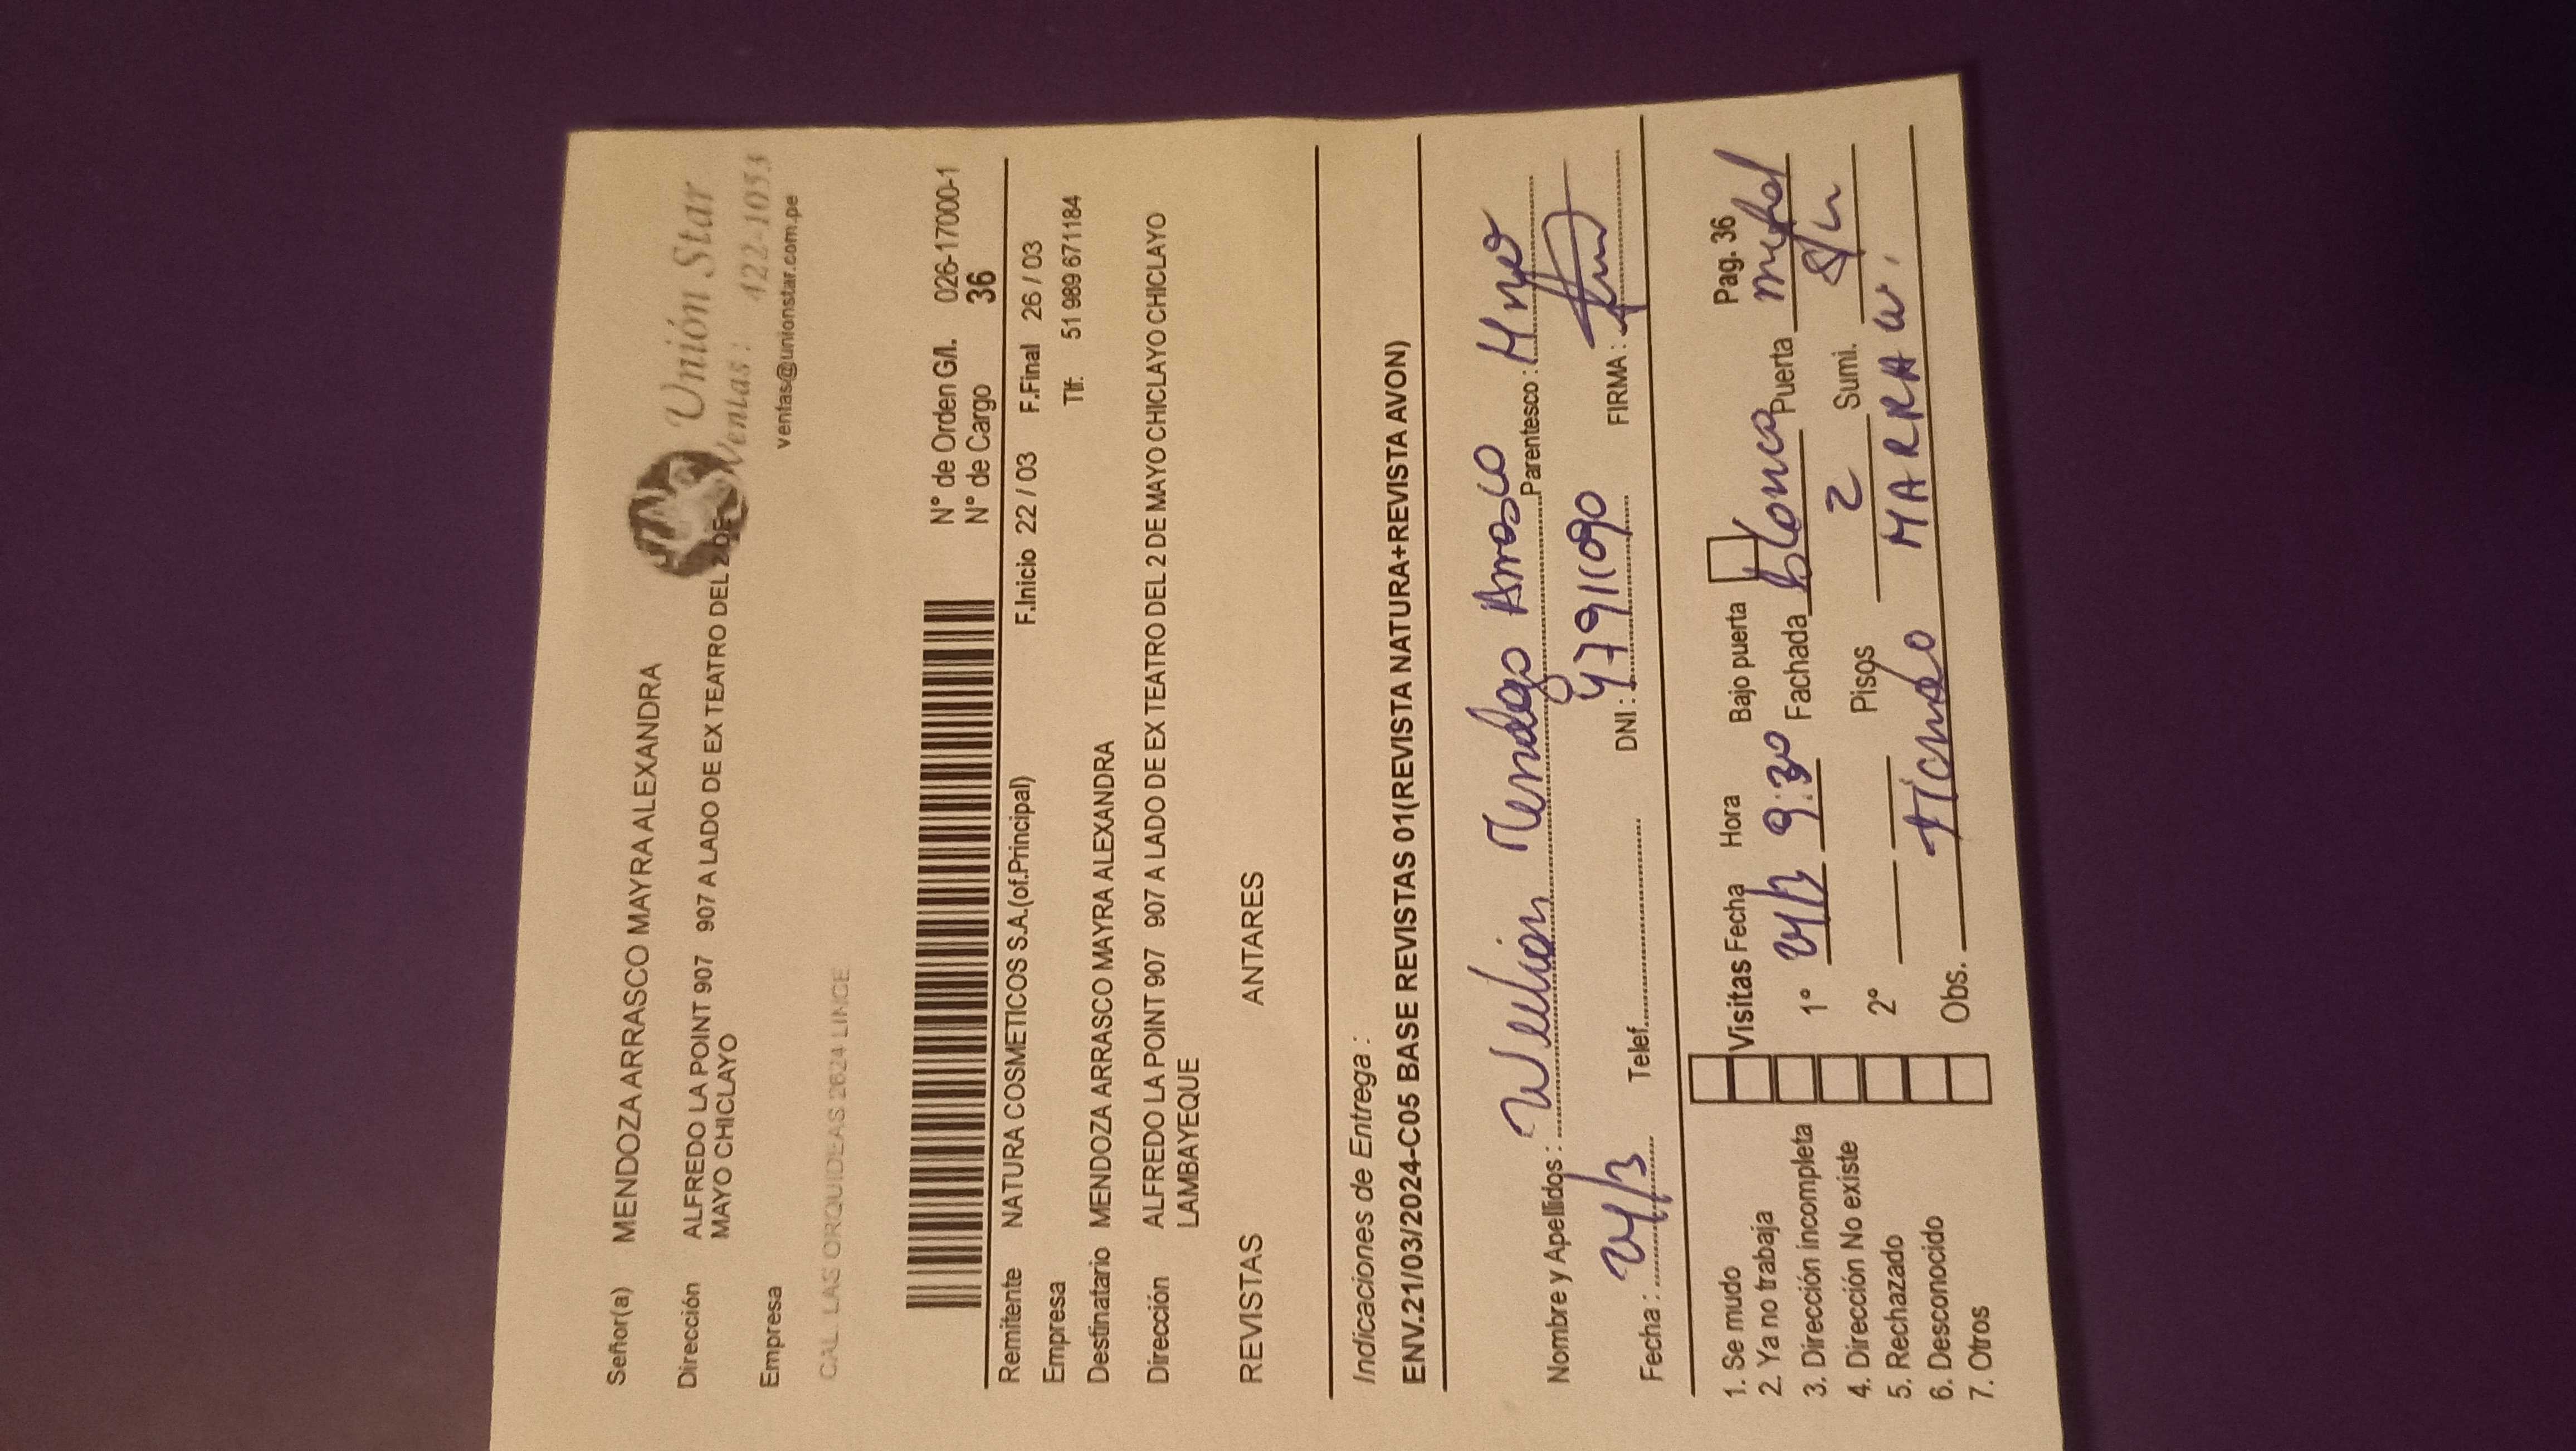 Señor(a) MENDOZA ARRASCO MAYRA ALEXANDRA
Unión Star
Dirección ALFREDO LA POINT 907 907 A LADO DE EX TEATRO DEL 2 DE
MAYO CHICLAYO
Ventas: 422-1053
Empresa ventas@unionstar.com.pe
CAL. LAS ORQUIDEAS 2624 LINCE
N° de Orden G/I. 026-17000-1
N° de Cargo 36
Remitente NATURA COSMETICOS S.A.(of.Principal) F.Inicio 22 / 03 F.Final 26 / 03
Empresa Tlf. 51 989 671184
Destinatario MENDOZA ARRASCO MAYRA ALEXANDRA
Dirección ALFREDO LA POINT 907 907 A LADO DE EX TEATRO DEL 2 DE MAYO CHICLAYO CHICLAYO CHICLAYO
LAMBAYEQUE
REVISTAS ANTARES
Indicaciones de Entrega :
ENV.21/03/2024-C05 BASE REVISTAS 01(REVISTA NATURA+REVISTA AVON)
Nombre y Apellidos : Arrasco Parentesco :
Fecha : 24/3 Telef. DNI : FIRMA :
1. Se mudo Visitas Fecha Hora Bajo puerta Pag. 36
2. Ya no trabaja 1° 9:30 Fachada Blanca Puerta metal
3. Dirección incompleta
4. Dirección No existe 2° Pisos 2 Sumi. S/N
5. Rechazado
6. Desconocido Obs. Tienda
7. Otros